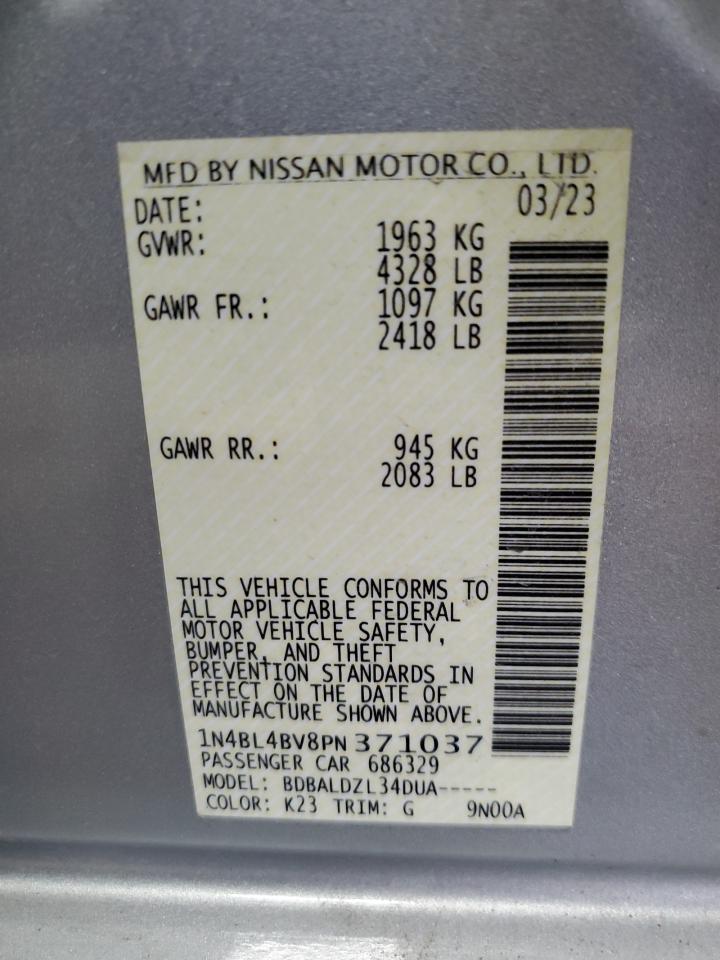 MFD BY NISSAN MOTOR CO., LTD.
DATE: 03/23
GVWR: 1963 KG
4328 LB
GAWR FR.: 1097 KG
2418 LB
GAWR RR.: 945 KG
2083 LB
THIS VEHICLE CONFORMS TO
ALL APPLICABLE FEDERAL
MOTOR VEHICLE SAFETY,
BUMPER, AND THEFT
PREVENTION STANDARDS IN
EFFECT ON THE DATE OF
MANUFACTURE SHOWN ABOVE.
1N4BL4BV8PN371037
PASSENGER CAR 686329
MODEL: BDBALDZL34DUA-----
COLOR: K23 TRIM: G 9N00A